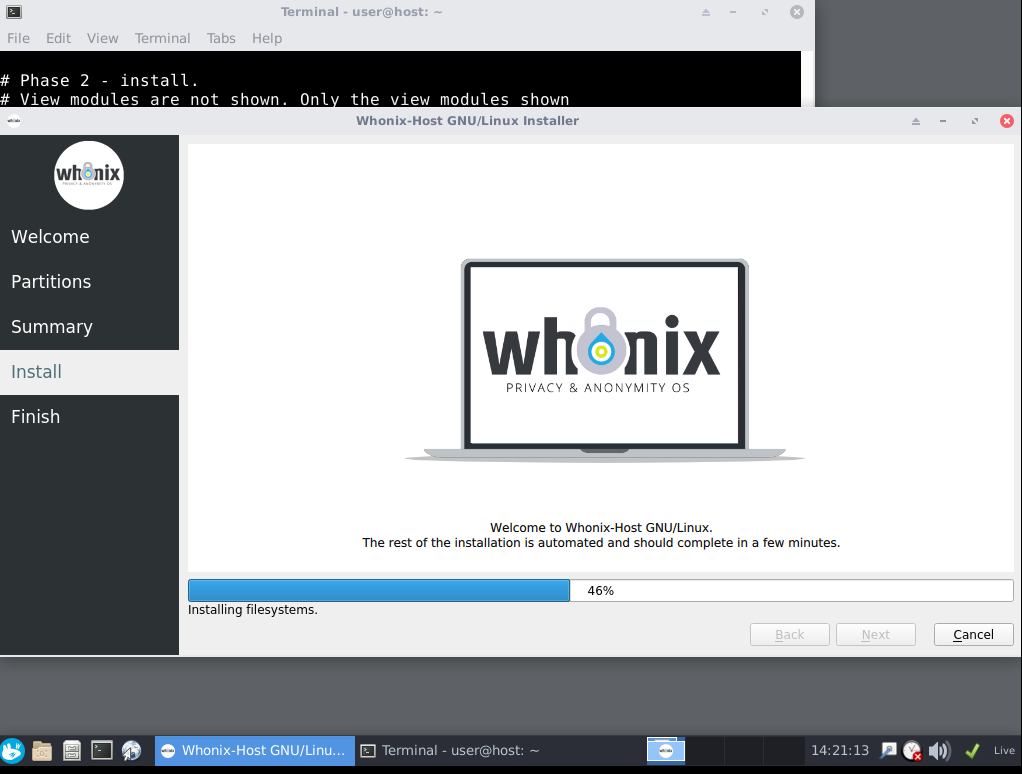 Terminal - user@host: ~
File Edit View Terminal Tabs Help
# Phase 2 - install.
# View modules are not shown. Only the view modules shown
Whonix-Host GNU/Linux Installer
whonix
PRIVACY & ANONYMITY OS
Welcome
Partitions
Summary
Install
Finish
whonix
PRIVACY & ANONYMITY OS
Welcome to Whonix-Host GNU/Linux.
The rest of the installation is automated and should complete in a few minutes.
46%
Installing filesystems.
Back Next Cancel
Whonix-Host GNU/Linu... Terminal - user@host: ~ 14:21:13 Live